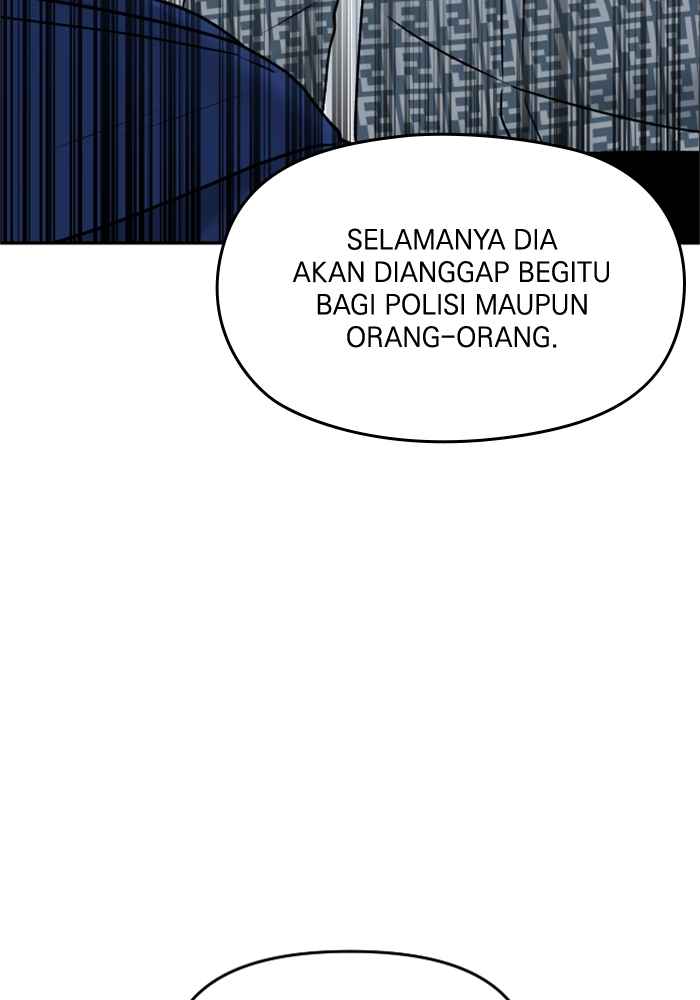 SELAMANYA DIA
AKAN DIANGGAP BEGITU
BAGI POLISI MAUPUN
ORANG-ORANG.